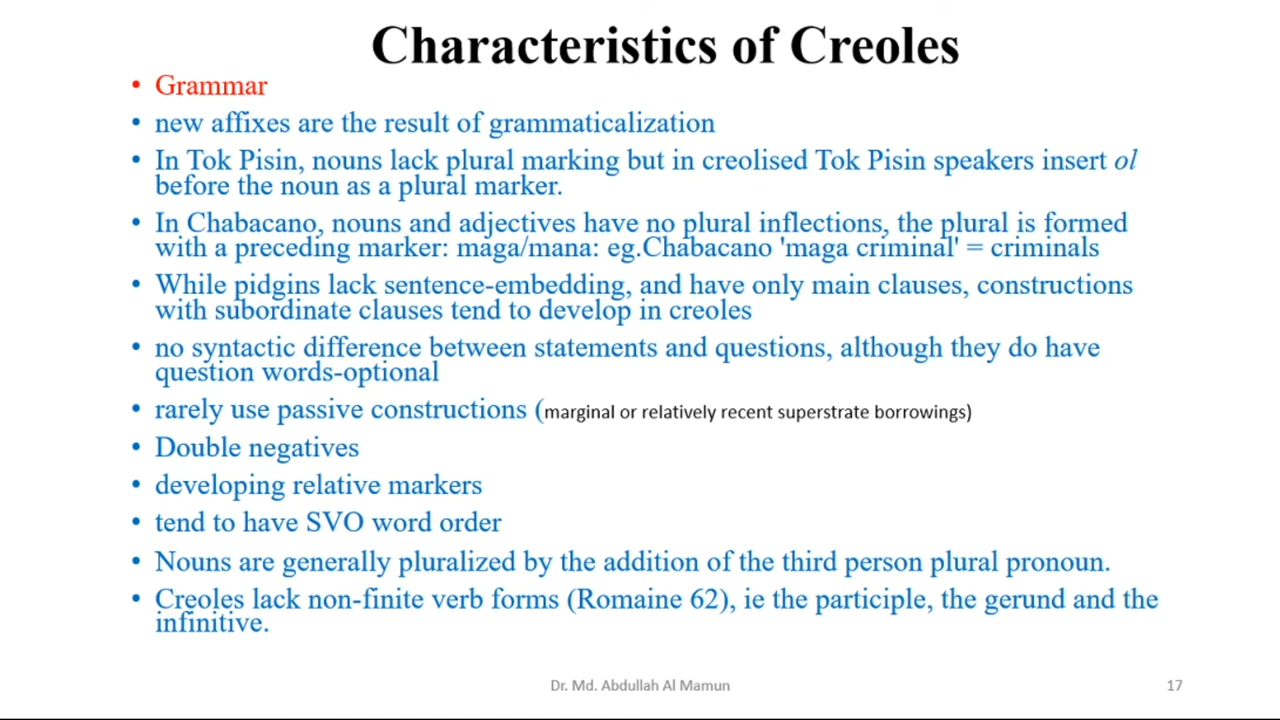 Characteristics of Creoles
• Grammar
• new affixes are the result of grammaticalization
• In Tok Pisin, nouns lack plural marking but in creolised Tok Pisin speakers insert ol
before the noun as a plural marker.
• In Chabacano, nouns and adjectives have no plural inflections, the plural is formed
with a preceding marker: maga/mana: eg.Chabacano 'maga criminal' = criminals
• While pidgins lack sentence-embedding, and have only main clauses, constructions
with subordinate clauses tend to develop in creoles
• no syntactic difference between statements and questions, although they do have
question words-optional
• rarely use passive constructions (marginal or relatively recent superstrate borrowings)
• Double negatives
• developing relative markers
• tend to have SVO word order
• Nouns are generally pluralized by the addition of the third person plural pronoun.
• Creoles lack non-finite verb forms (Romaine 62), ie the participle, the gerund and the
infinitive.
Dr. Md. Abdullah Al Mamun
17